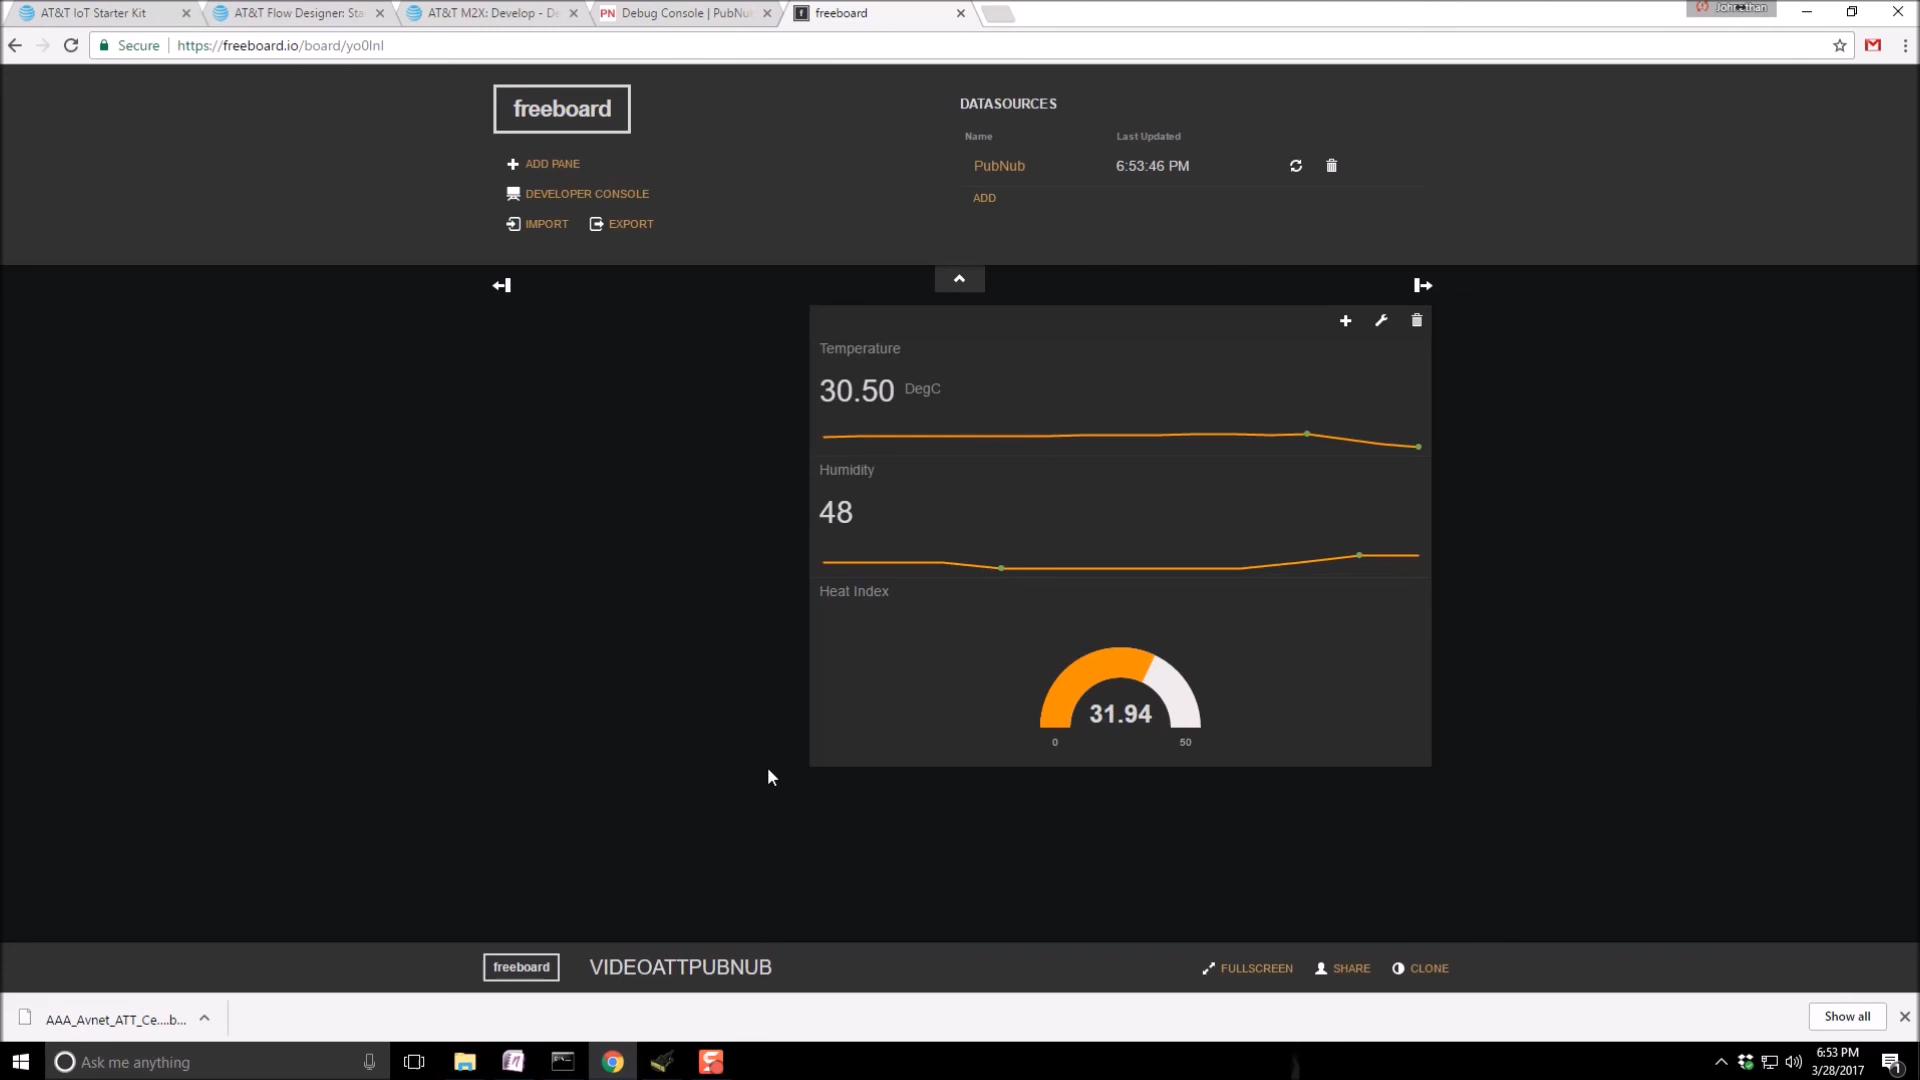 AT&T IoT Starter Kit
AT&T Flow Designer: Sta
AT&T M2X: Develop - De
PN Debug Console | PubNu
f freeboard
Johnathan
Secure https://freeboard.io/board/yo0lnl
freeboard
ADD PANE
DEVELOPER CONSOLE
IMPORT EXPORT
DATASOURCES
Name Last Updated
PubNub 6:53:46 PM
ADD
Temperature
30.50 DegC
Humidity
48
Heat Index
31.94
0 50
freeboard VIDEOATTPUBNUB FULLSCREEN SHARE CLONE
AAA_Avnet_ATT_Ce....b... Show all
Ask me anything
6:53 PM
3/28/2017
1